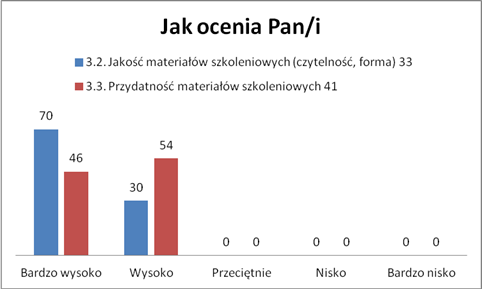 Jak ocenia Pan/i
3.2. Jakość materiałów szkoleniowych (czytelność, forma) 33
3.3. Przydatność materiałów szkoleniowych 41
70
46
30
54
0 0 0 0 0 0
Bardzo wysoko Wysoko Przeciętnie Nisko Bardzo nisko